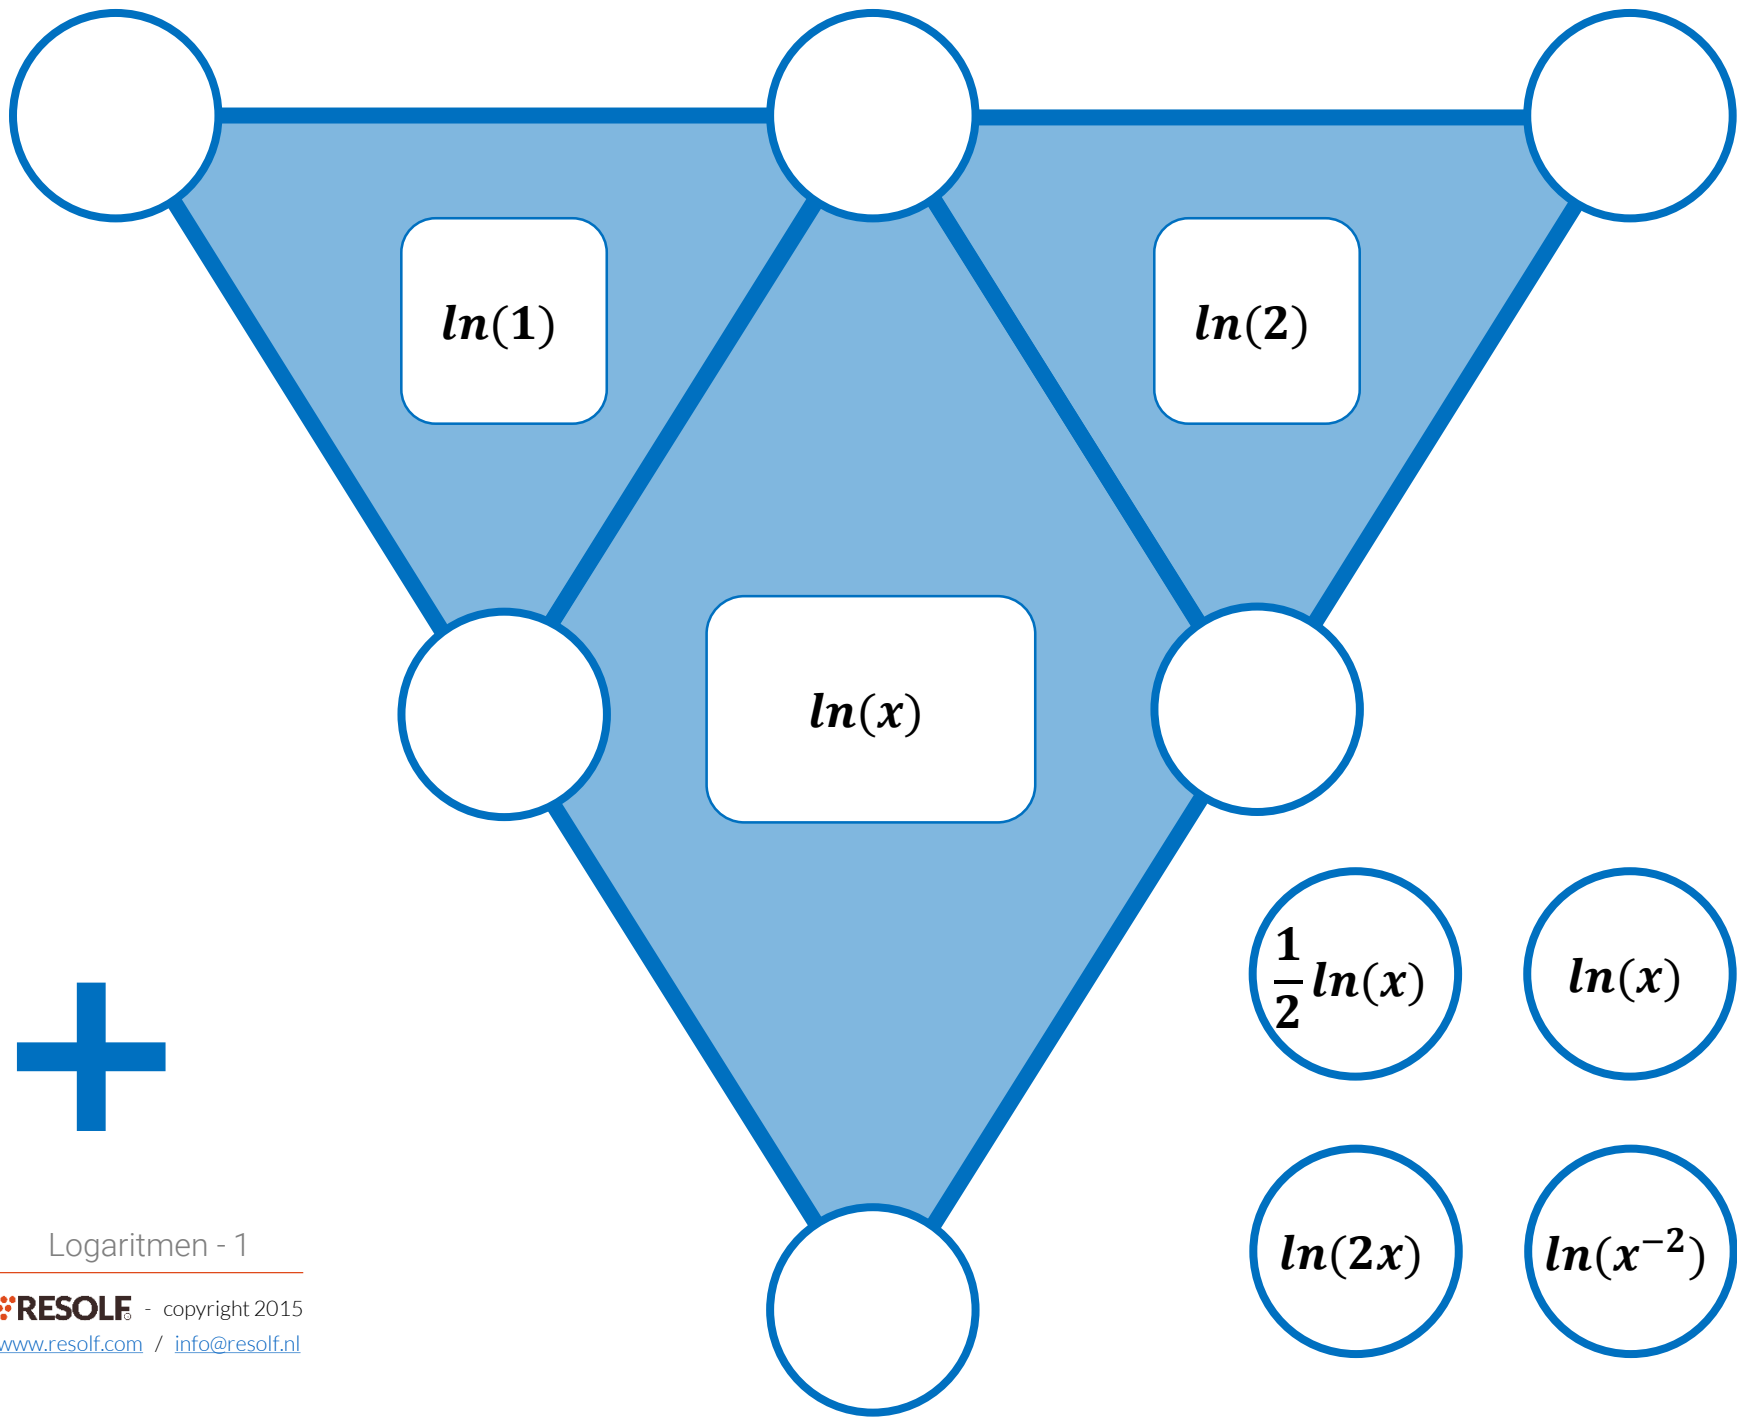 ln(1)
ln(2)
ln(x)
1/2 ln(x)
ln(x)
ln(2x)
ln(x⁻²)
Logaritmen - 1
RESOLF - copyright 2015
www.resolf.com / info@resolf.nl